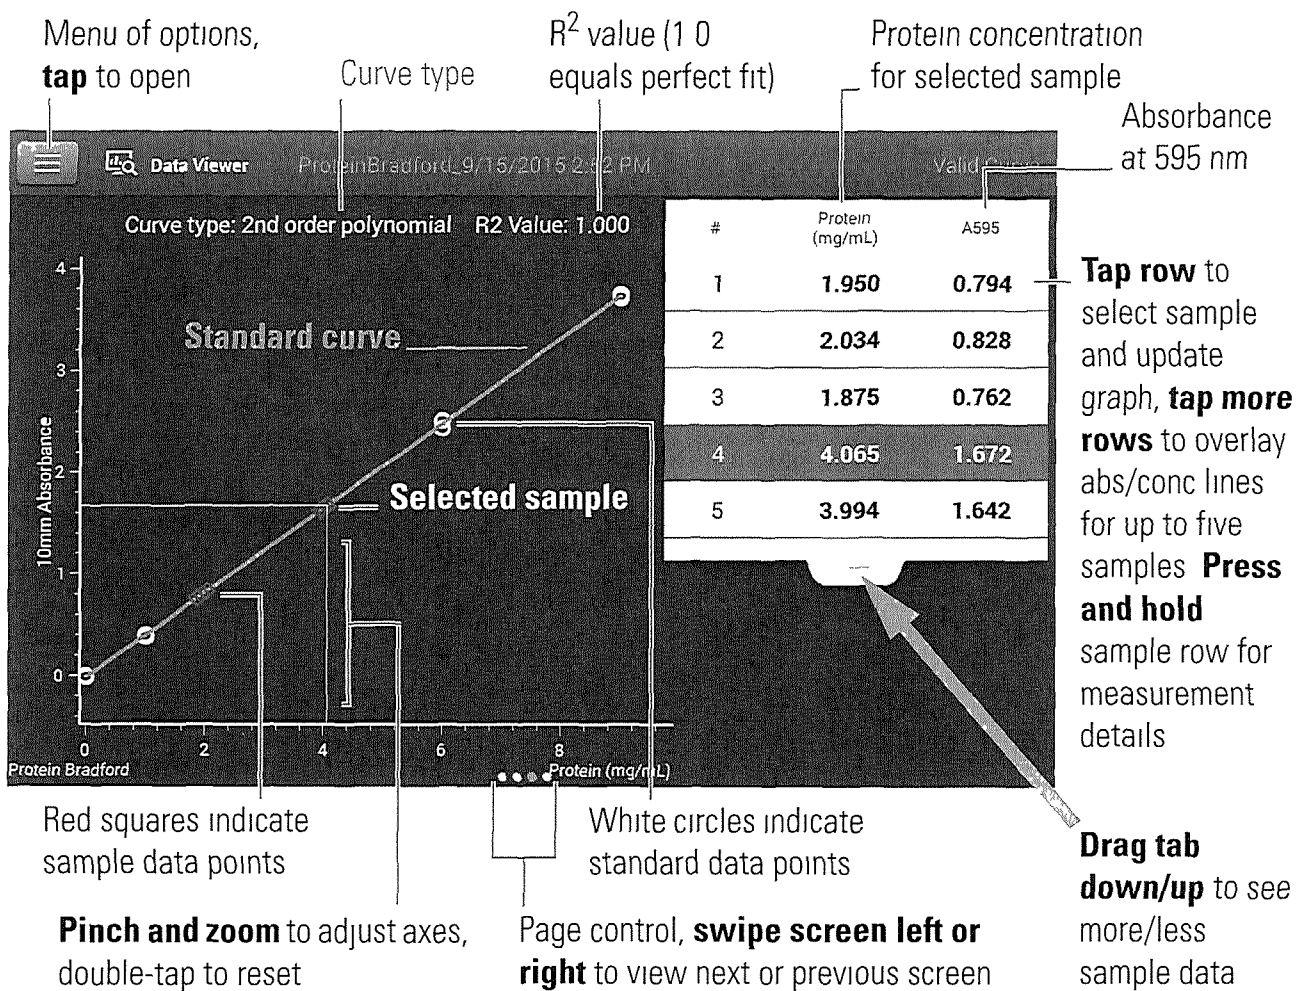 Menu of options,
tap to open
Curve type
R² value (1 0
equals perfect fit)
Protein concentration
for selected sample
Absorbance
at 595 nm
Data Viewer
ProteinBradford_9/15/2015 2:52 PM
Valid Curve
Curve type: 2nd order polynomial R2 Value: 1.000
# Protein (mg/mL) A595
1 1.950 0.794
2 2.034 0.828
3 1.875 0.762
4 4.065 1.672
5 3.994 1.642
4
3
2
1
0
10mm Absorbance
Standard curve
Selected sample
0 2 4 6 8
Protein Bradford
Protein (mg/mL)
Tap row to
select sample
and update
graph, tap more
rows to overlay
abs/conc lines
for up to five
samples Press
and hold
sample row for
measurement
details
Red squares indicate
sample data points
White circles indicate
standard data points
Drag tab
down/up to see
more/less
sample data
Pinch and zoom to adjust axes,
double-tap to reset
Page control, swipe screen left or
right to view next or previous screen